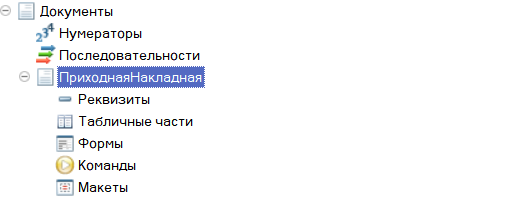 Документы
Нумераторы
Последовательности
ПриходнаяНакладная
Реквизиты
Табличные части
Формы
Команды
Макеты